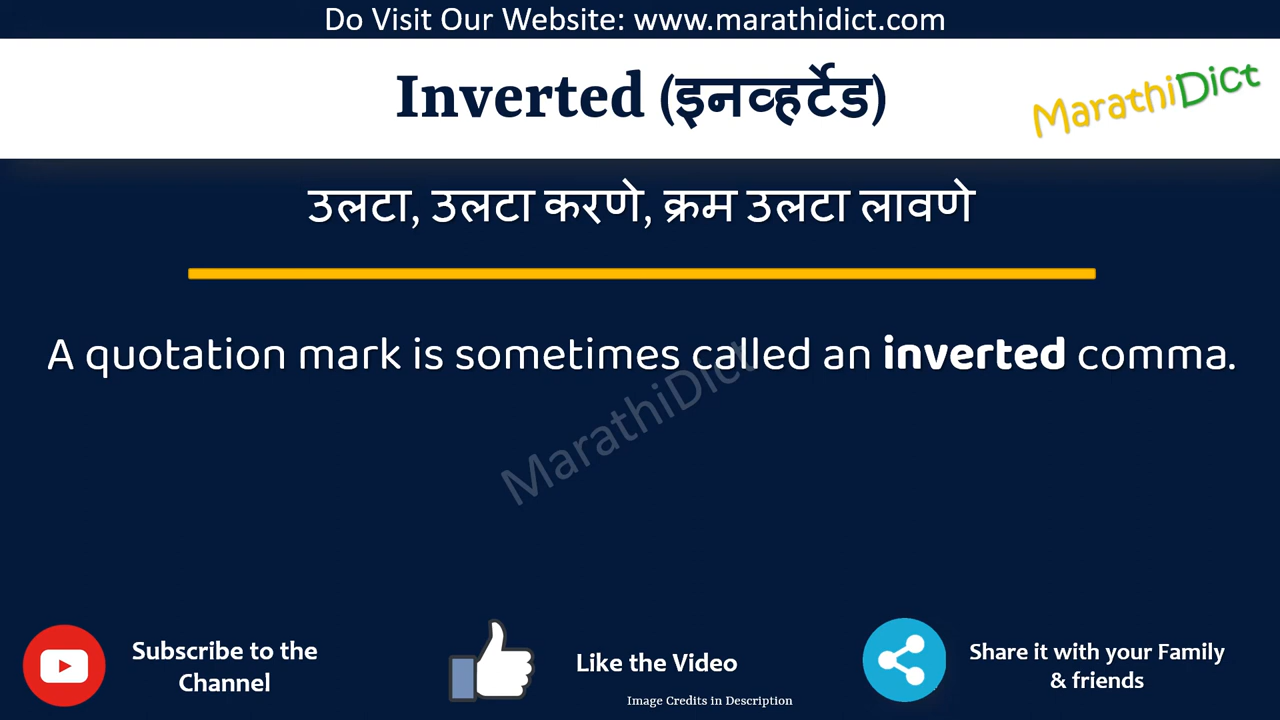 Do Visit Our Website: www.marathidict.com
Inverted (इनव्हर्टेड)
MarathiDict
उलटा, उलटा करणे, क्रम उलटा लावणे
A quotation mark is sometimes called an inverted comma.
MarathiDict
Subscribe to the
Channel
Like the Video
Image Credits in Description
Share it with your Family
& friends